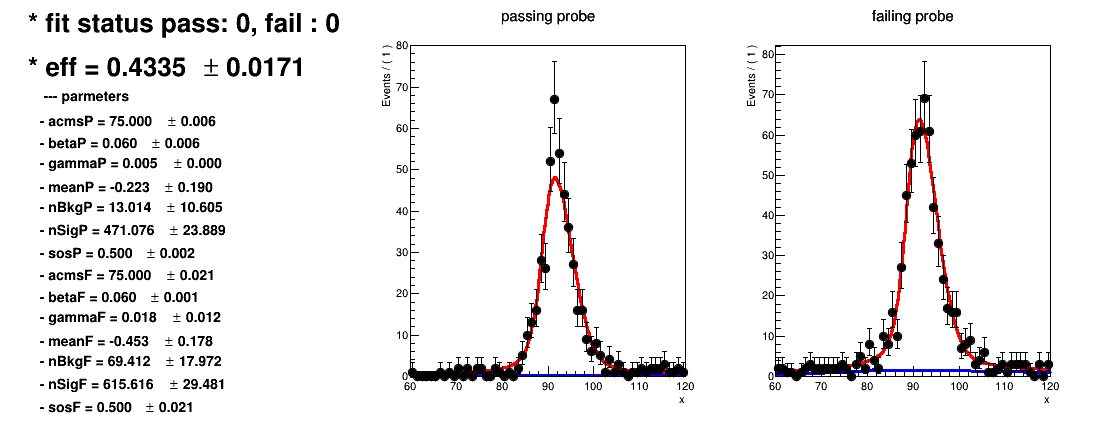 * fit status pass: 0, fail : 0
* eff = 0.4335 ± 0.0171
--- parmeters
- acmsP = 75.000 ± 0.006
- betaP = 0.060 ± 0.006
- gammaP = 0.005 ± 0.000
- meanP = -0.223 ± 0.190
- nBkgP = 13.014 ± 10.605
- nSigP = 471.076 ± 23.889
- sosP = 0.500 ± 0.002
- acmsF = 75.000 ± 0.021
- betaF = 0.060 ± 0.001
- gammaF = 0.018 ± 0.012
- meanF = -0.453 ± 0.178
- nBkgF = 69.412 ± 17.972
- nSigF = 615.616 ± 29.481
- sosF = 0.500 ± 0.021
passing probe
Events / ( 1 )
80
70
60
50
40
30
20
10
0
60 70 80 90 100 110 120
x
failing probe
Events / ( 1 )
80
70
60
50
40
30
20
10
0
60 70 80 90 100 110 120
x